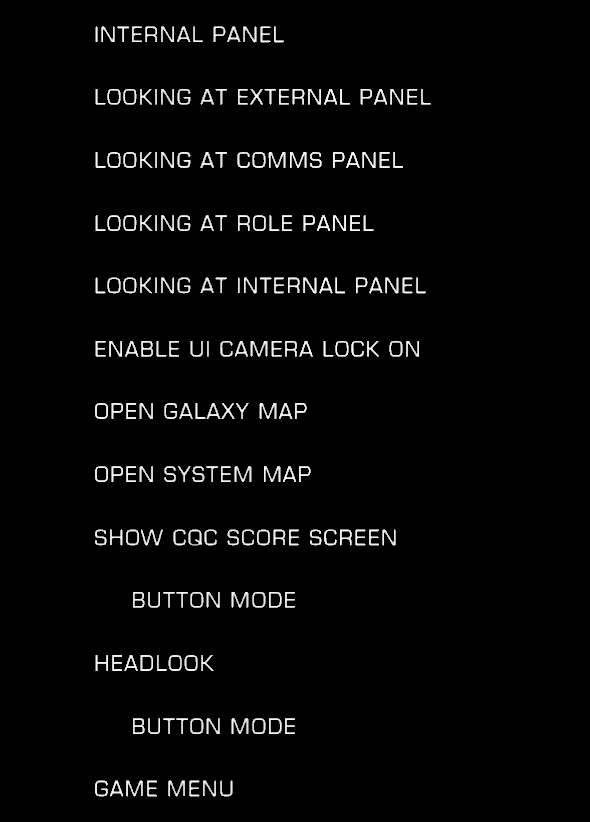 INTERNAL PANEL
LOOKING AT EXTERNAL PANEL
LOOKING AT COMMS PANEL
LOOKING AT ROLE PANEL
LOOKING AT INTERNAL PANEL
ENABLE UI CAMERA LOCK ON
OPEN GALAXY MAP
OPEN SYSTEM MAP
SHOW CQC SCORE SCREEN
BUTTON MODE
HEADLOOK
BUTTON MODE
GAME MENU